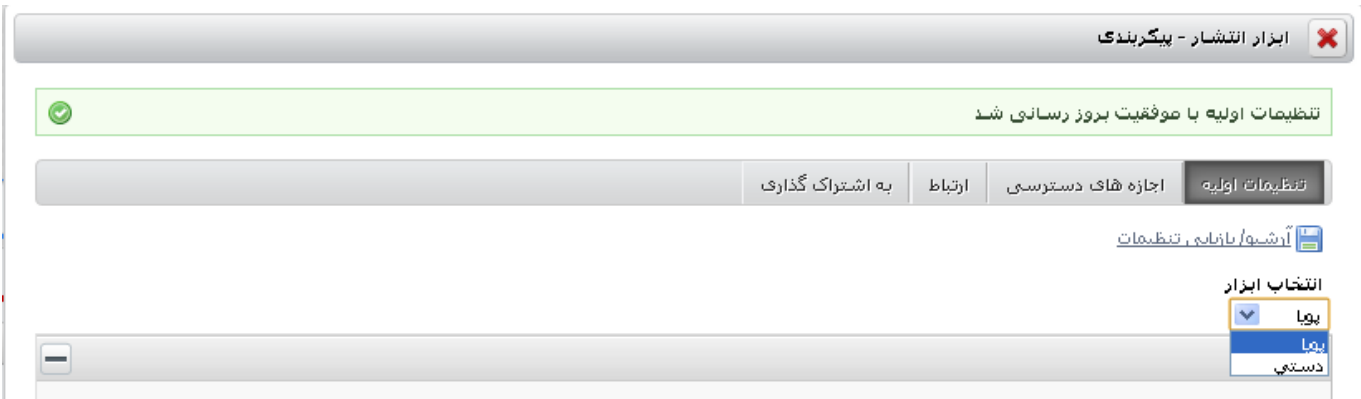 ابزار انتشار - پیکربندی
تنظیمات اولیه با موفقیت بروز رسانی شد
تنظیمات اولیه اجازه های دسترسی ارتباط به اشتراک گذاری
آرشیو/ بازیابی تنظیمات
انتخاب ابزار
پویا
پویا
دستي